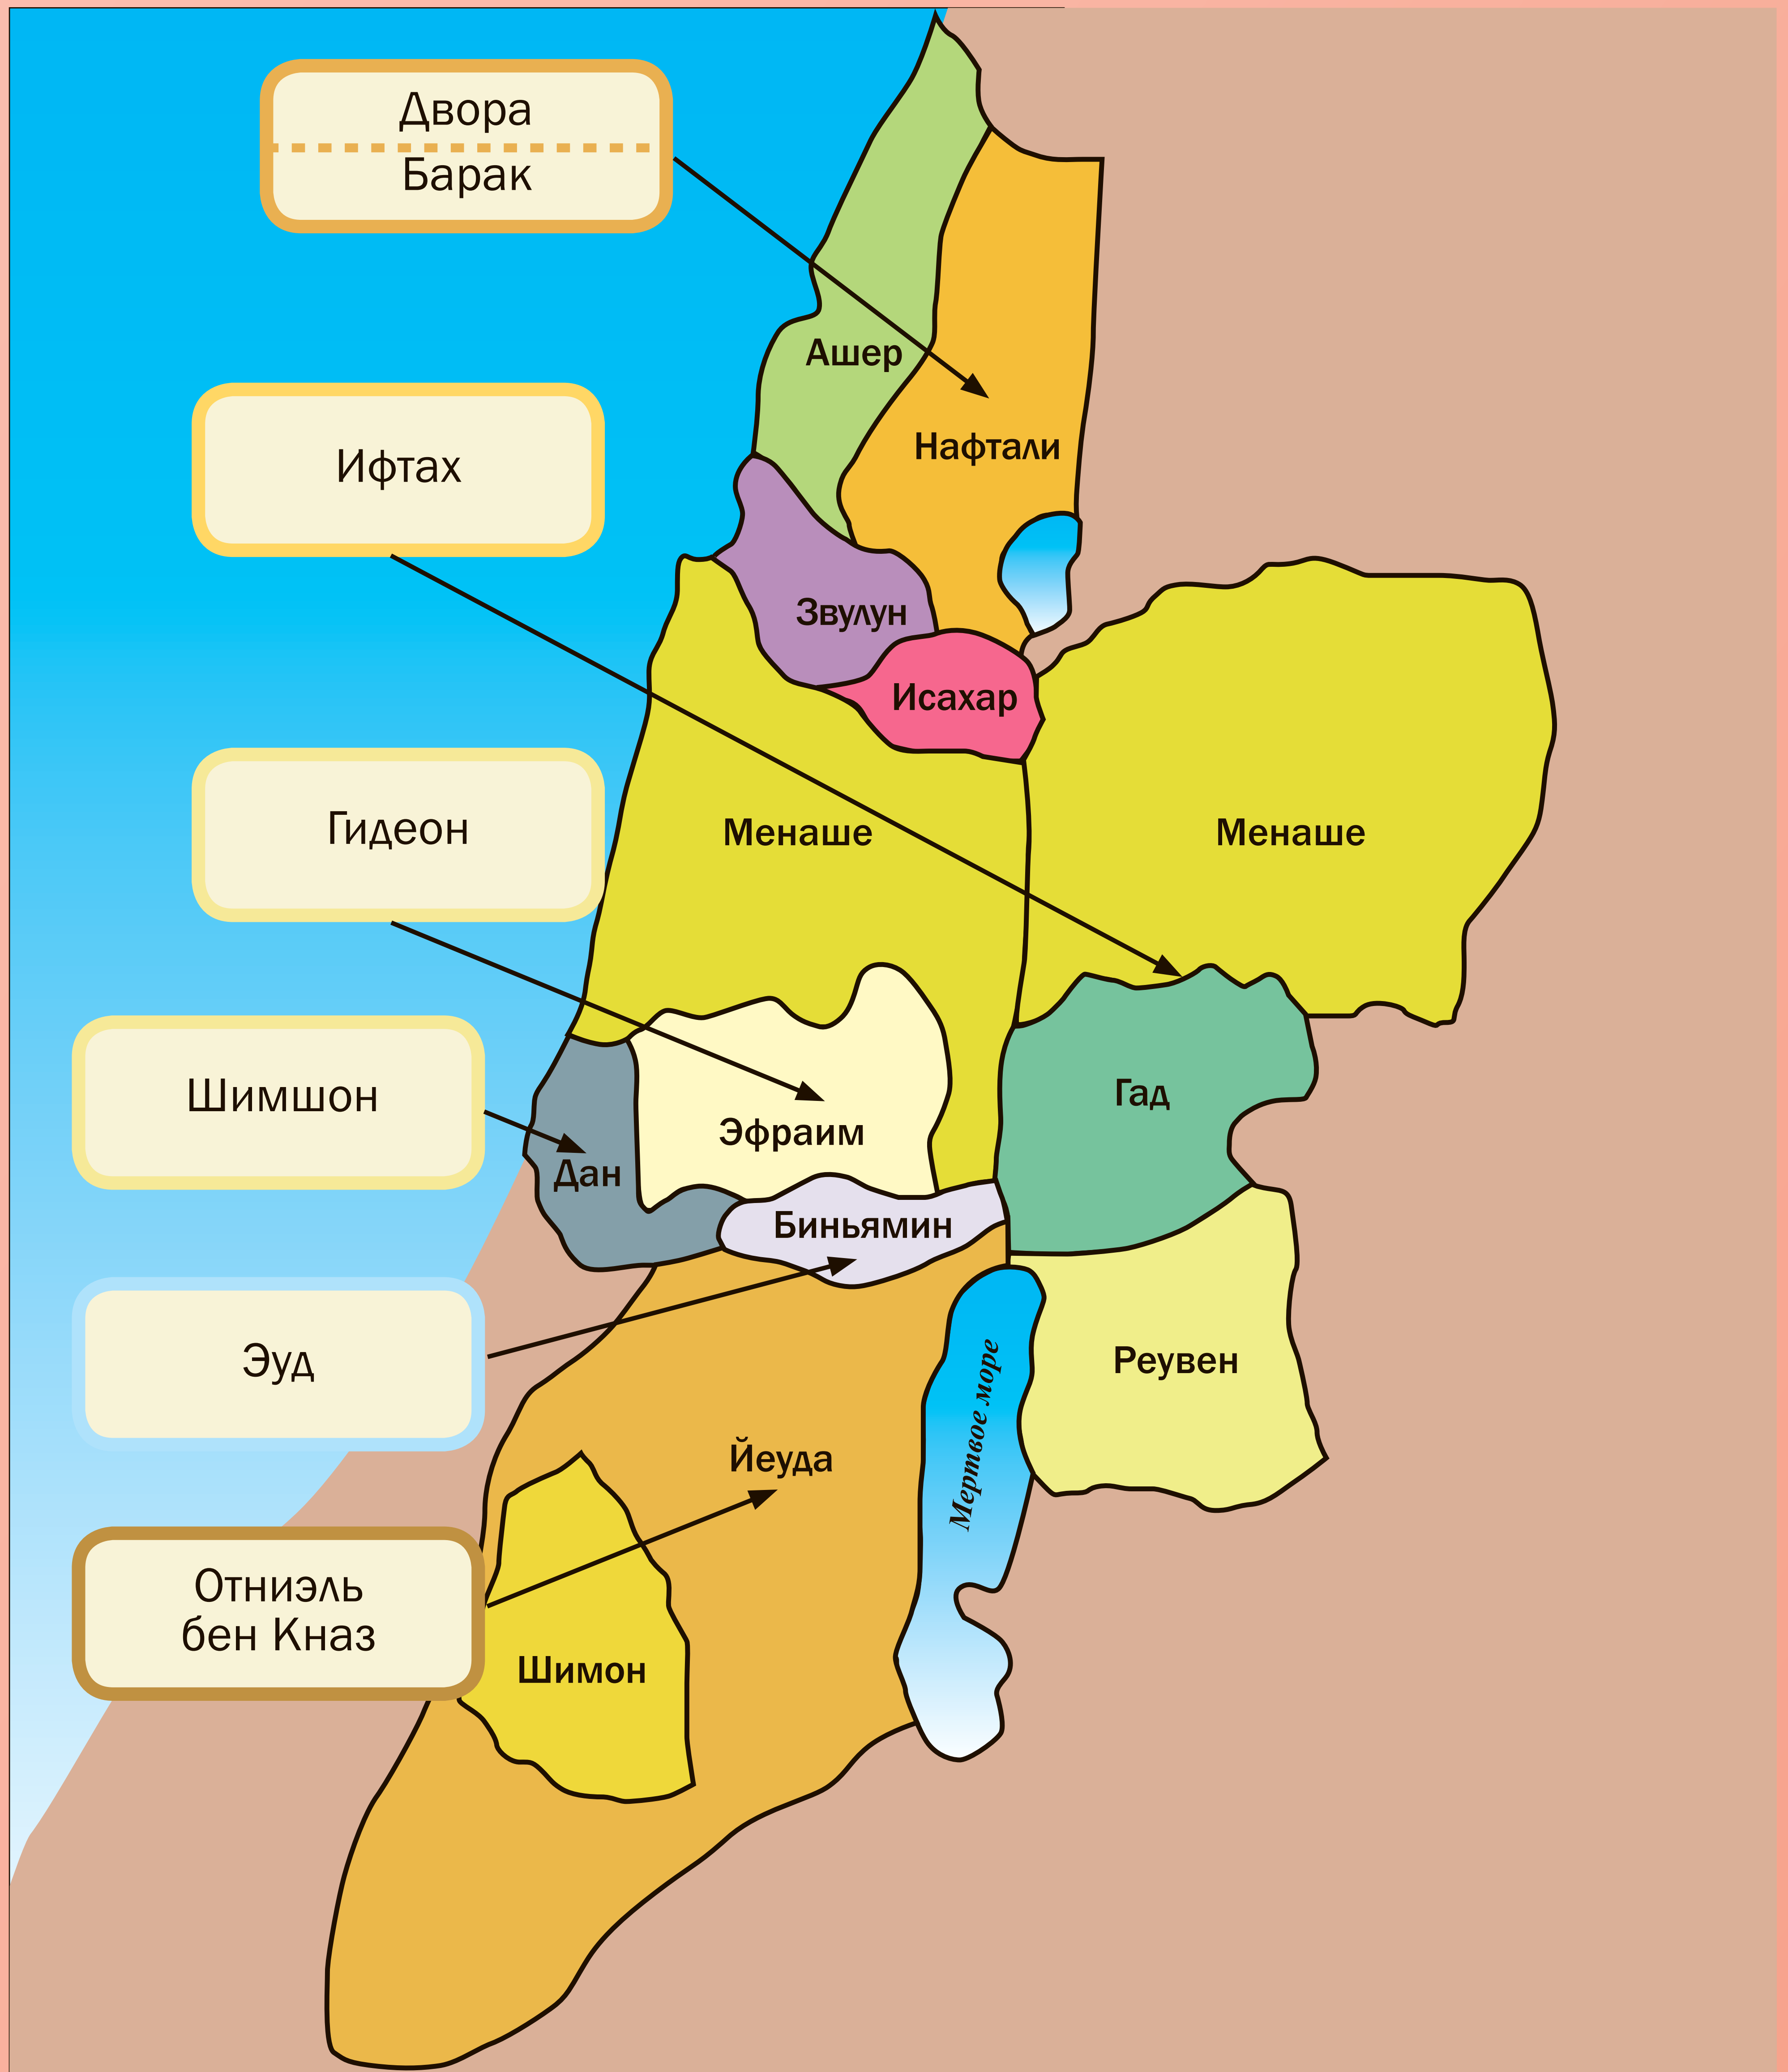 Двора
Барак
Ашер
Нафтали
Ифтах
Звулун
Исахар
Гидеон
Менаше
Менаше
Шимшон
Гад
Эфраим
Дан
Биньямин
Эуд
Реувен
Мертвое море
Йеуда
Отниэль
бен Кназ
Шимон